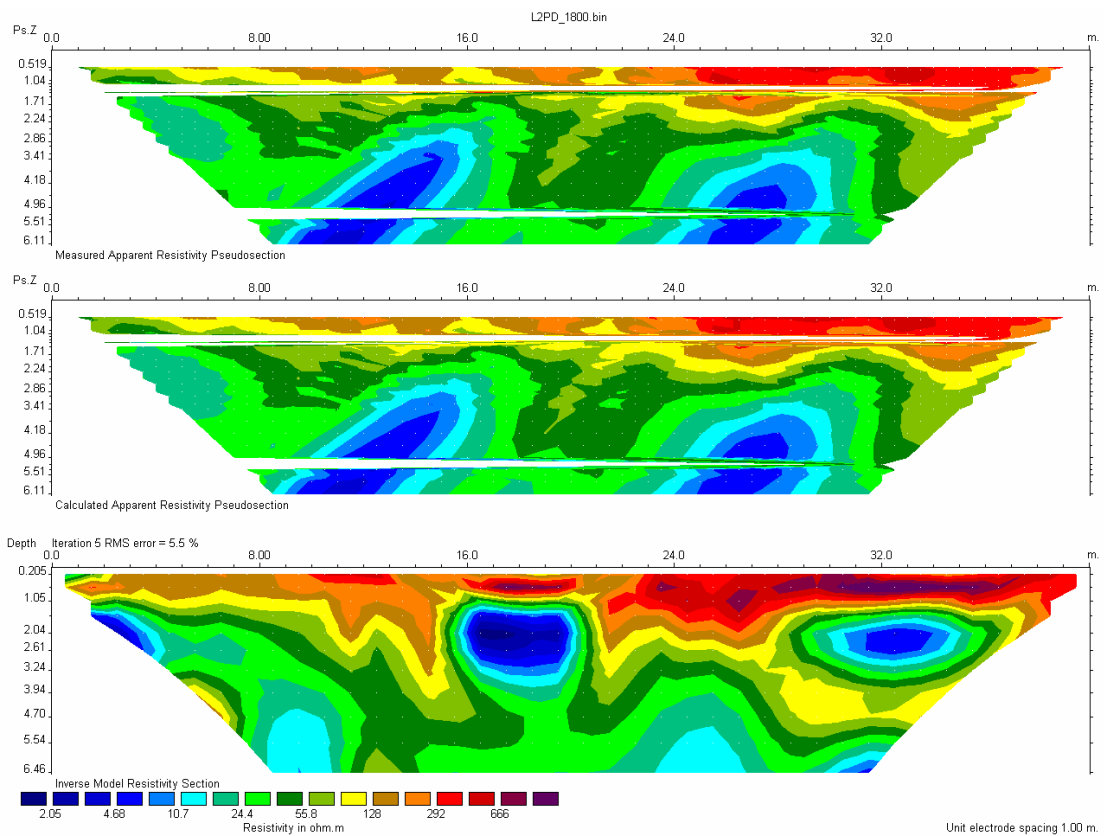 L2PD_1800.bin
Ps.Z
0.0 8.00 16.0 24.0 32.0 m.
0.519
1.04
1.71
2.24
2.86
3.41
4.18
4.96
5.51
6.11
Measured Apparent Resistivity Pseudosection
Ps.Z
0.0 8.00 16.0 24.0 32.0 m.
0.519
1.04
1.71
2.24
2.86
3.41
4.18
4.96
5.51
6.11
Calculated Apparent Resistivity Pseudosection
Depth Iteration 5 RMS error = 5.5 %
0.0 8.00 16.0 24.0 32.0 m.
0.205
1.05
2.04
2.61
3.24
3.94
4.70
5.54
6.46
Inverse Model Resistivity Section
2.05 4.68 10.7 24.4 55.8 128 292 666
Resistivity in ohm.m Unit electrode spacing 1.00 m.